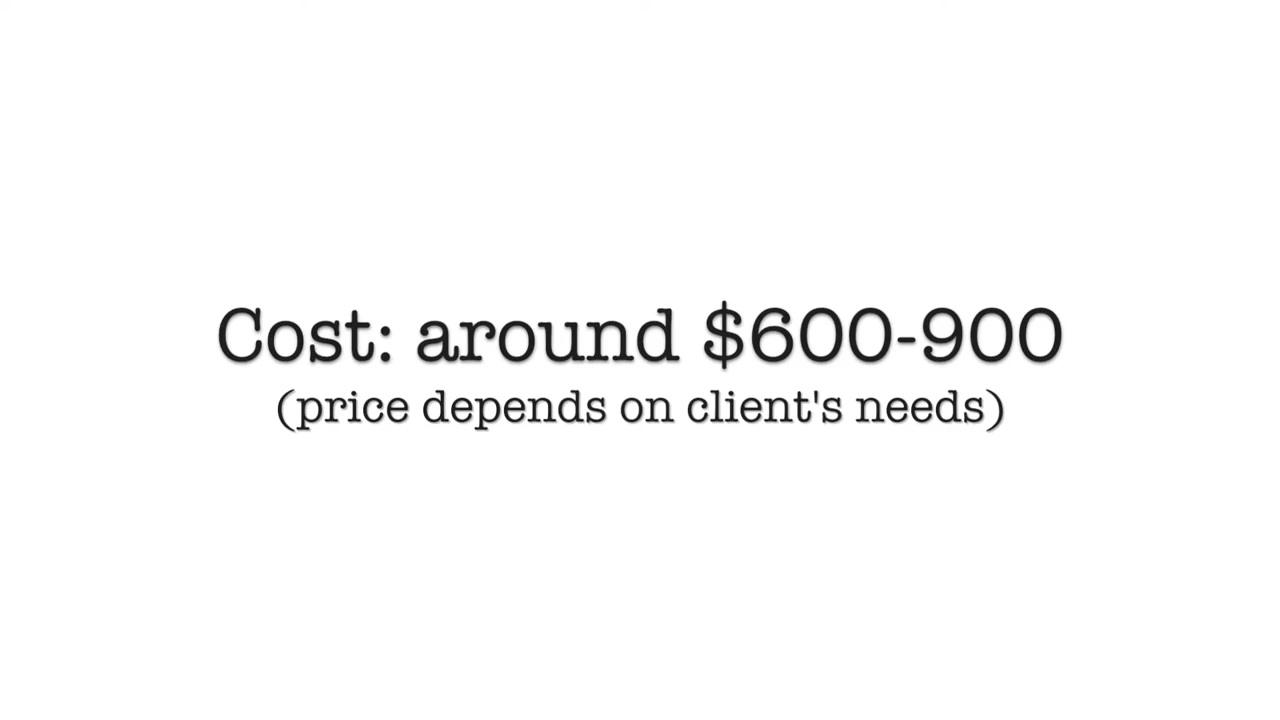 Cost: around $600-900
(price depends on client's needs)